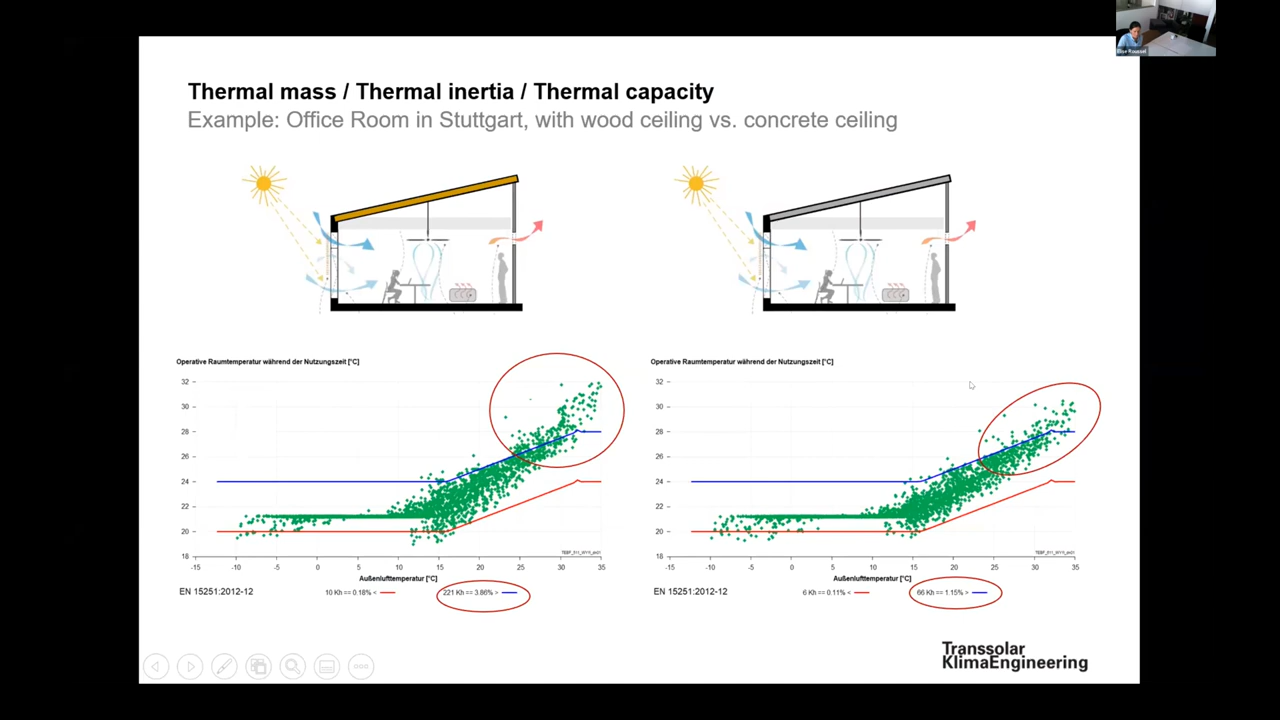 Elise Roussel
Thermal mass / Thermal inertia / Thermal capacity
Example: Office Room in Stuttgart, with wood ceiling vs. concrete ceiling
Operative Raumtemperatur während der Nutzungszeit [°C]
32
30
28
26
24
22
20
18
-15
-10
-5
0
5
10
15
20
25
30
35
Außenlufttemperatur [°C]
EN 15251:2012-12
10 Kh == 0.18% <
221 Kh == 3.86% >
Operative Raumtemperatur während der Nutzungszeit [°C]
32
30
28
26
24
22
20
18
-15
-10
-5
0
5
10
15
20
25
30
35
Außenlufttemperatur [°C]
EN 15251:2012-12
6 Kh == 0.11% <
66 Kh == 1.15% >
Transsolar
KlimaEngineering